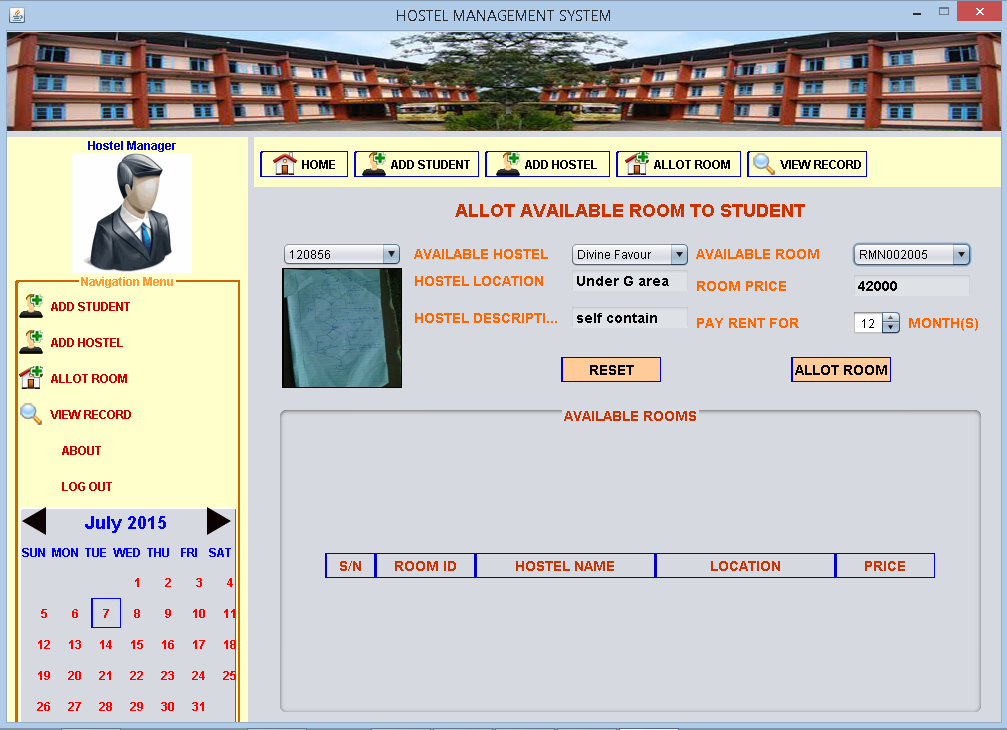 HOSTEL MANAGEMENT SYSTEM
Hostel Manager
HOME ADD STUDENT ADD HOSTEL ALLOT ROOM VIEW RECORD
Navigation Menu
ADD STUDENT
ADD HOSTEL
ALLOT ROOM
VIEW RECORD
ABOUT
LOG OUT
July 2015
SUN MON TUE WED THU FRI SAT
1 2 3 4
5 6 7 8 9 10 11
12 13 14 15 16 17 18
19 20 21 22 23 24 25
26 27 28 29 30 31
ALLOT AVAILABLE ROOM TO STUDENT
120856 AVAILABLE HOSTEL Divine Favour AVAILABLE ROOM RMN002005
HOSTEL LOCATION Under G area ROOM PRICE 42000
HOSTEL DESCRIPTI... self contain PAY RENT FOR 12 MONTH(S)
RESET ALLOT ROOM
AVAILABLE ROOMS
S/N ROOM ID HOSTEL NAME LOCATION PRICE